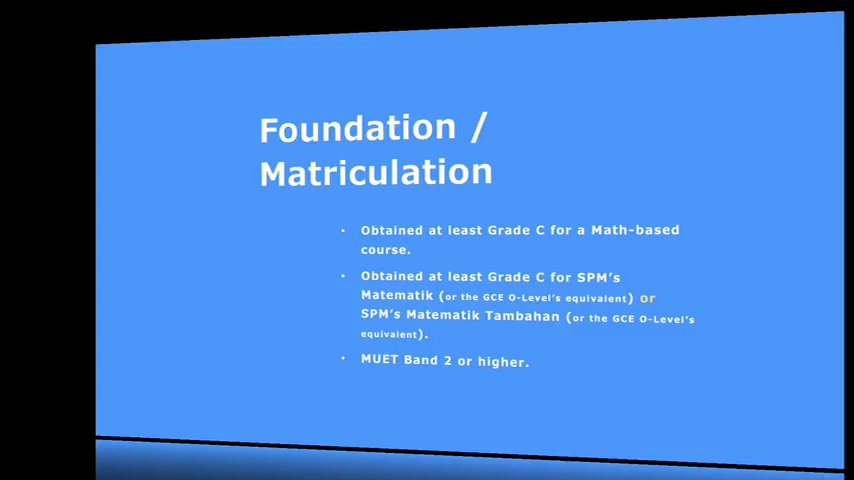 Foundation /
Matriculation
• Obtained at least Grade C for a Math-based
course.
• Obtained at least Grade C for SPM's
Matematik (or the GCE O-Level's equivalent) or
SPM's Matematik Tambahan (or the GCE O-Level's
equivalent).
• MUET Band 2 or higher.